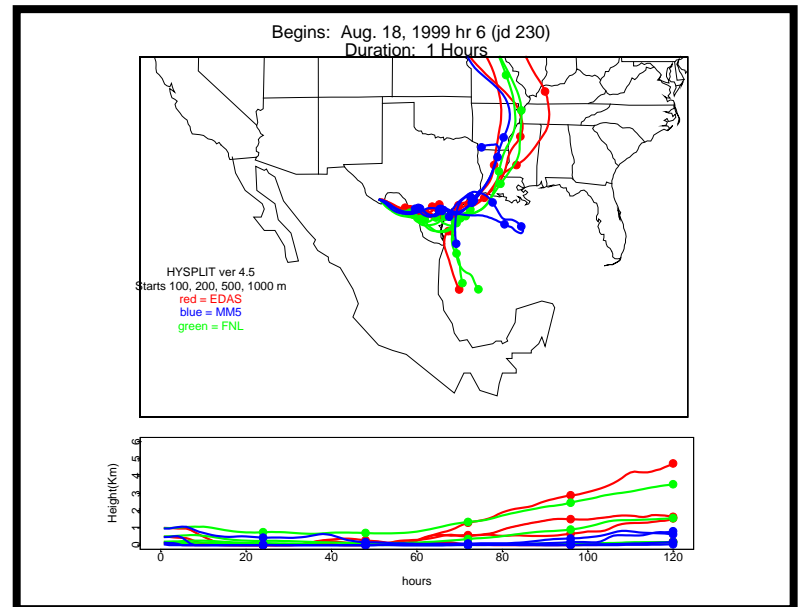 Begins:  Aug. 18, 1999 hr 6 (jd 230)
Duration:  1 Hours
HYSPLIT ver 4.5
Starts 100, 200, 500, 1000 m
red = EDAS
blue = MM5
green = FNL
Height(Km)
6
5
4
3
2
1
0
0 20 40 60 80 100 120
hours